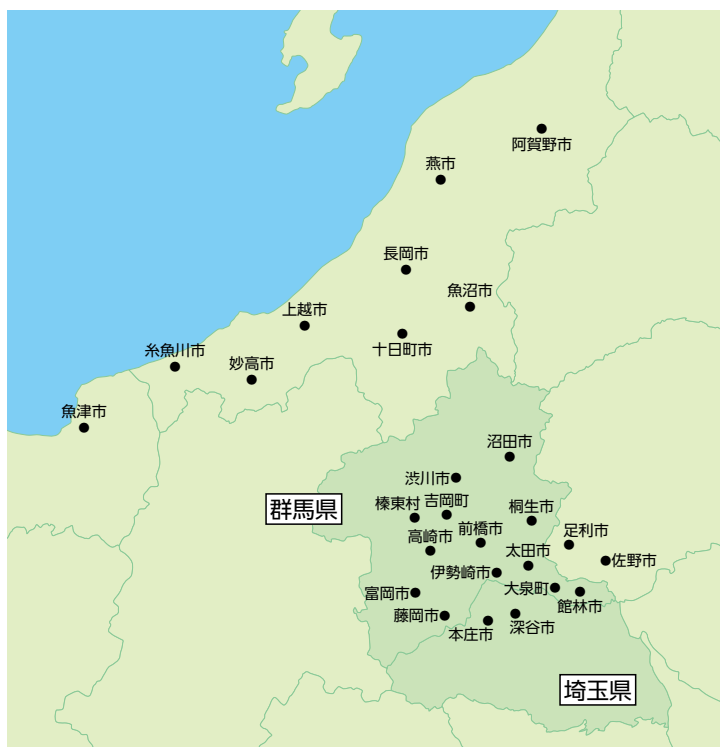 阿賀野市
燕市
長岡市
魚沼市
上越市
十日町市
糸魚川市
妙高市
魚津市
沼田市
渋川市
群馬県
榛東村
吉岡町
桐生市
前橋市
足利市
高崎市
太田市
佐野市
伊勢崎市
大泉町
富岡市
館林市
藤岡市
本庄市
深谷市
埼玉県